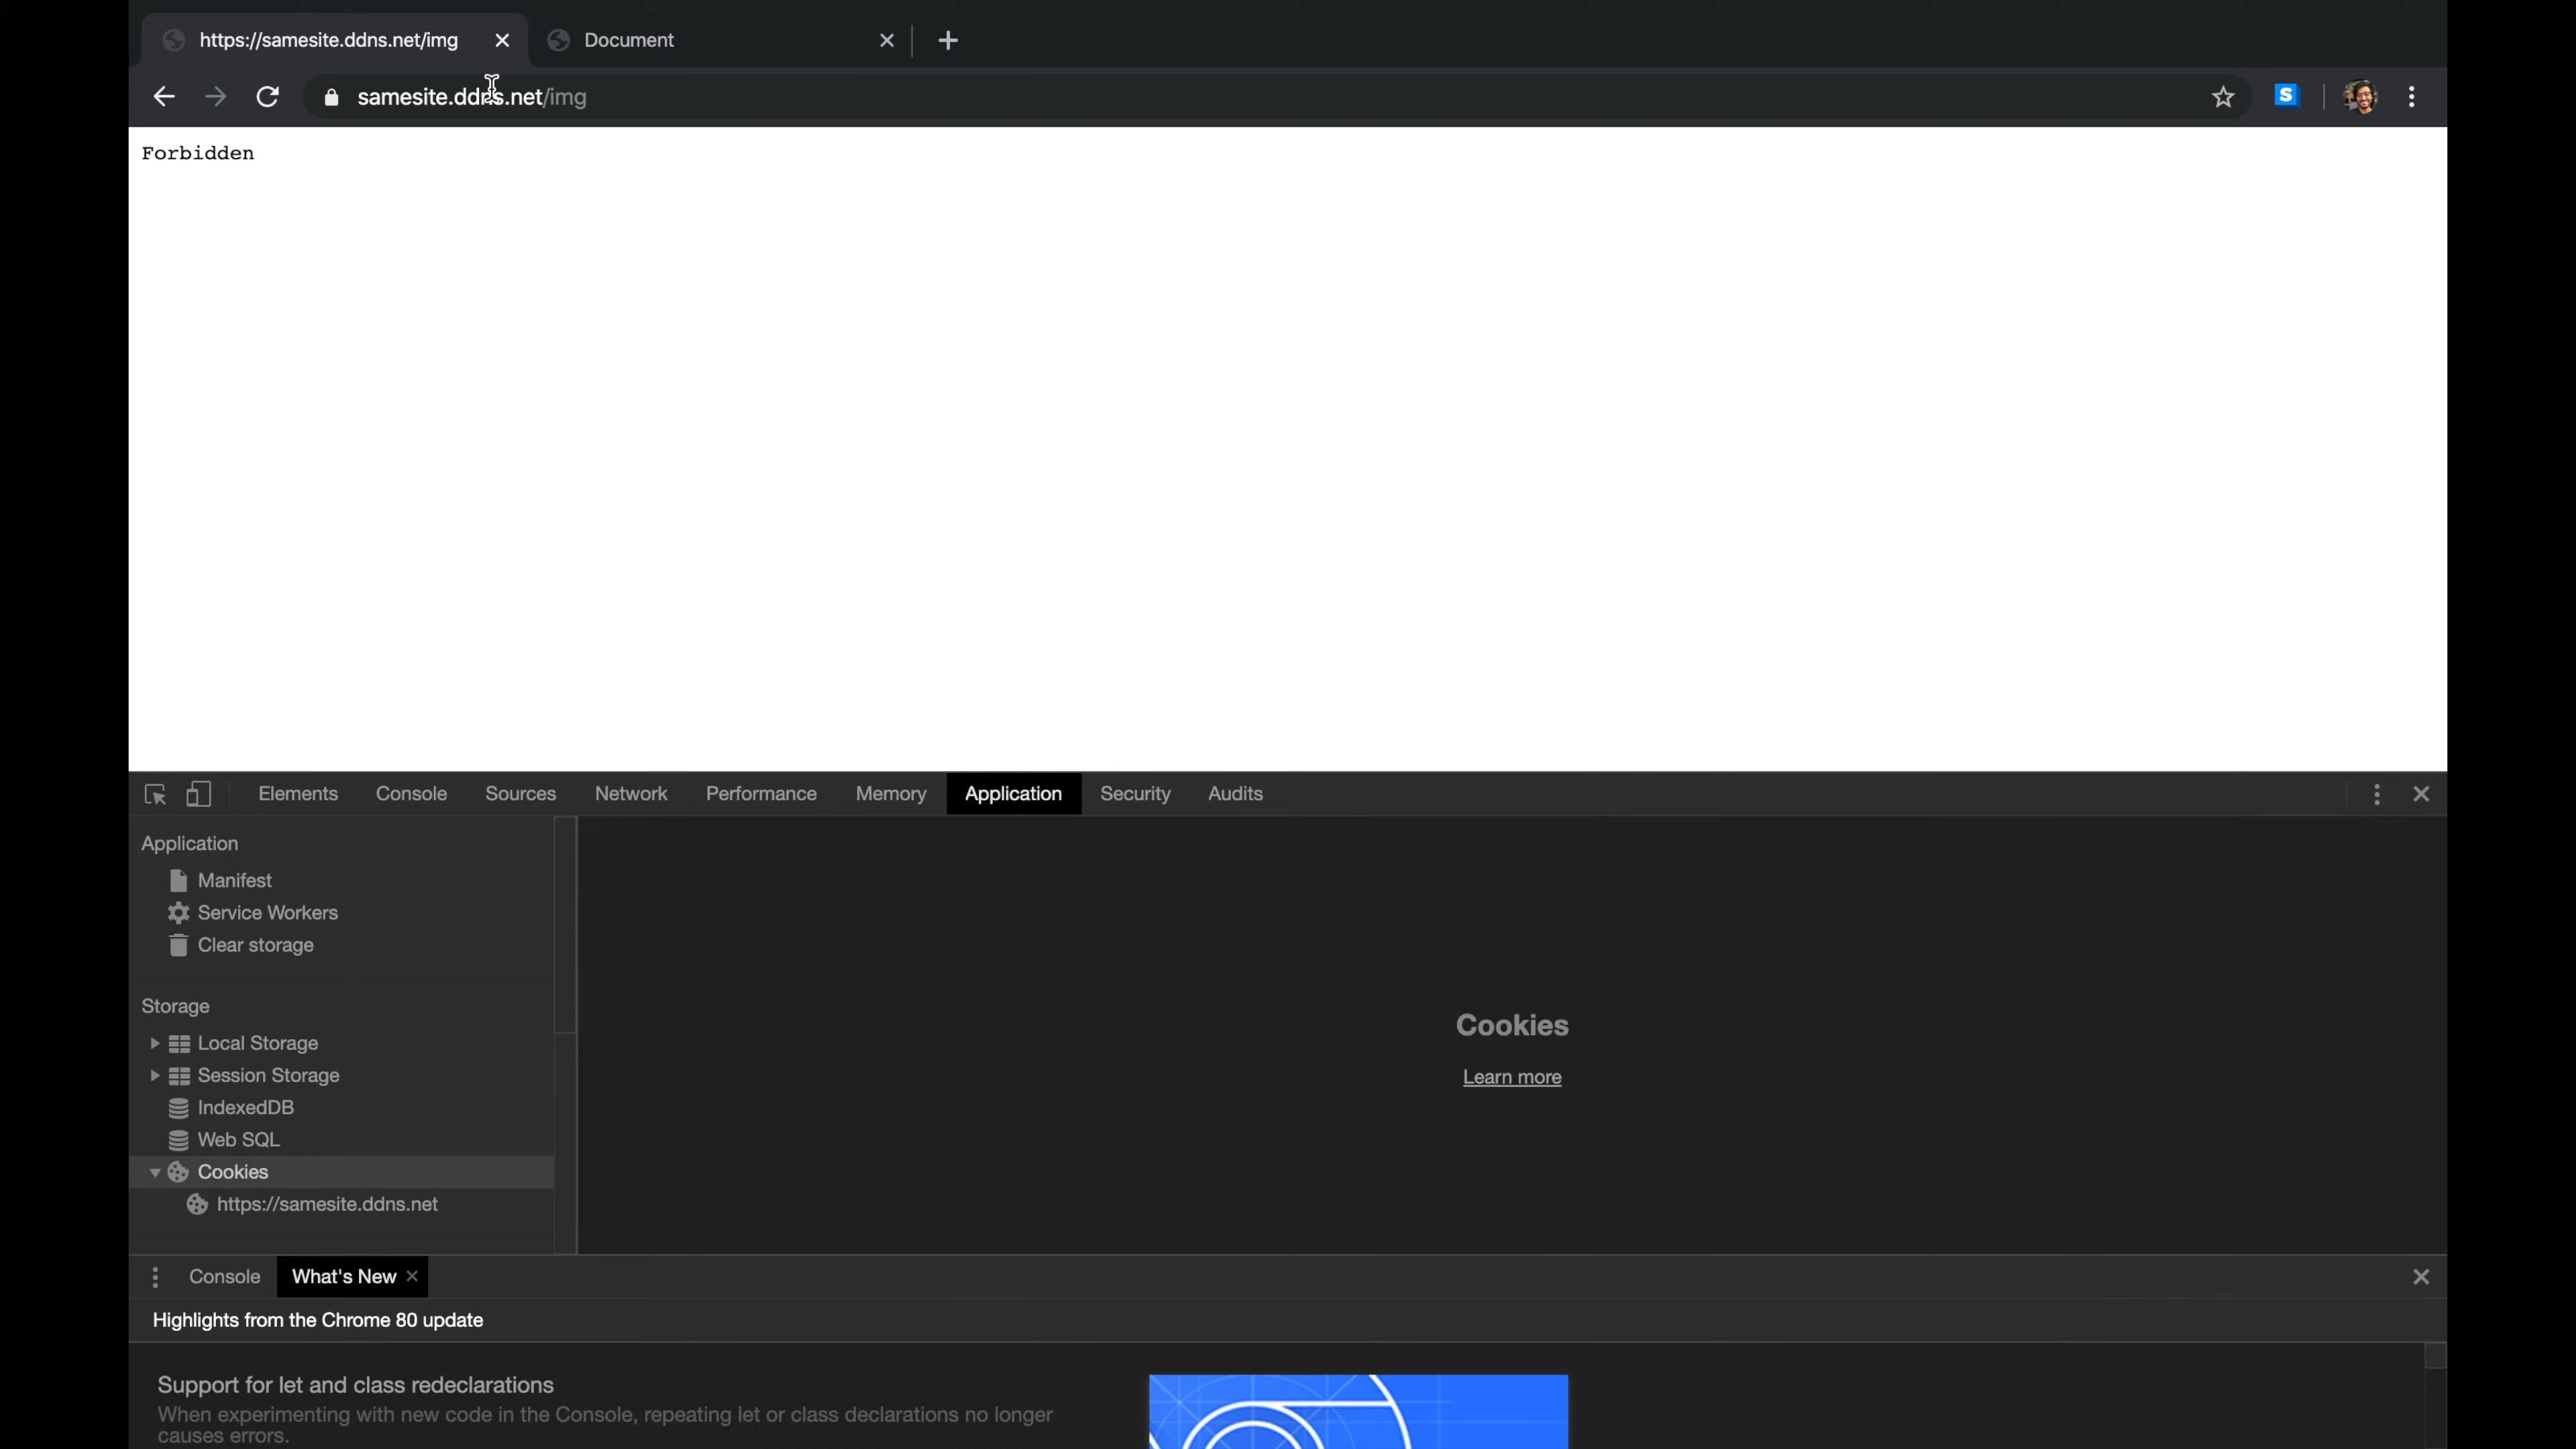 https://samesite.ddns.net/img
Document
samesite.ddns.net/img
S
Forbidden
Elements Console Sources Network Performance Memory Application Security Audits
Application
Manifest
Service Workers
Clear storage
Storage
Local Storage
Session Storage
IndexedDB
Web SQL
Cookies
https://samesite.ddns.net
Cookies
Learn more
Console What's New
Highlights from the Chrome 80 update
Support for let and class redeclarations
When experimenting with new code in the Console, repeating let or class declarations no longer
causes errors.